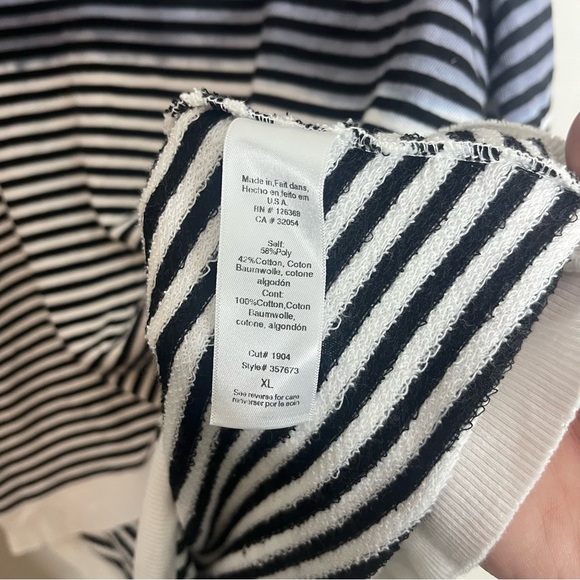 Made in,Fait dans,
Hecho en,feito em
U.S.A.
RN # 126368
CA # 32054
Self:
58%Poly
42%Cotton, Coton
Baumwolle, cotone
algodón
Cont:
100%Cotton,Coton
Baumwolle,
cotone, algodón
Cut# 1904
Style# 357673
XL
See reverse for care
renverser por le soin